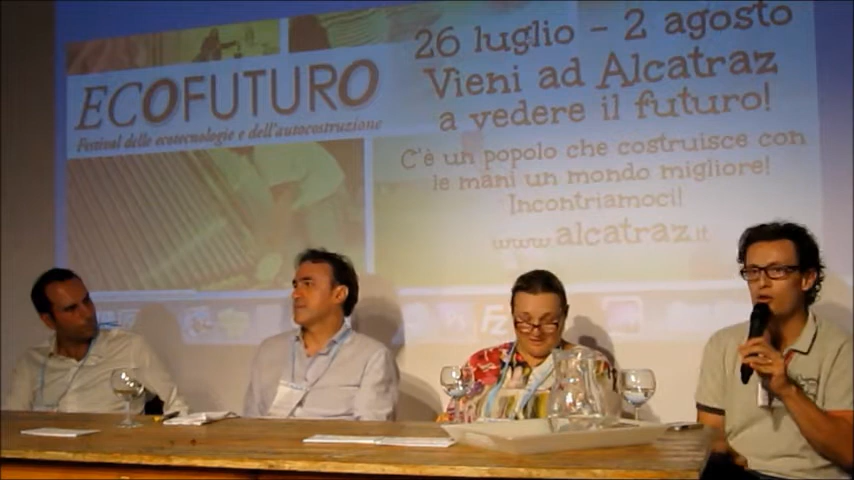 ECOFUTURO
Festival delle ecotecnologie e dell'autocostruzione
26 luglio - 2 agosto
Vieni ad Alcatraz
a vedere il futuro!
C'è un popolo che costruisce con
le mani un mondo migliore!
Incontriamoci!
www.alcatraz.it